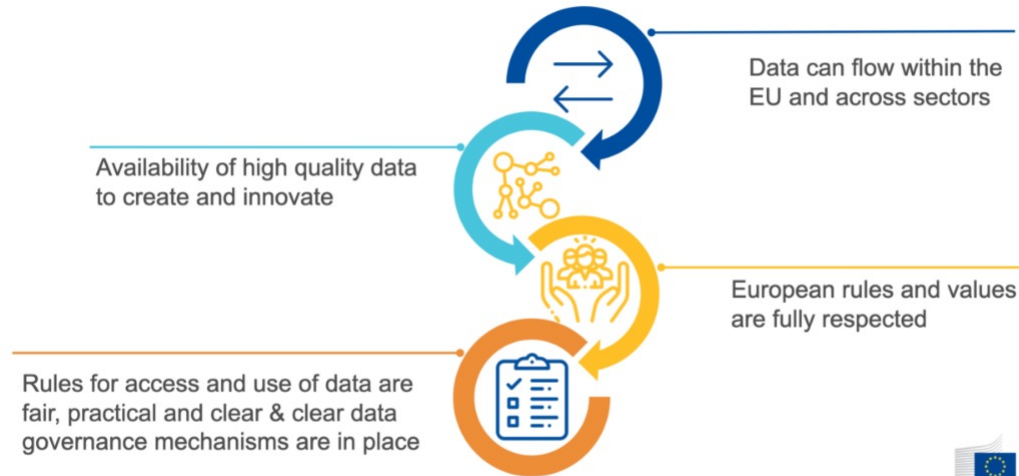 Data can flow within the
EU and across sectors
Availability of high quality data
to create and innovate
European rules and values
are fully respected
Rules for access and use of data are
fair, practical and clear & clear data
governance mechanisms are in place